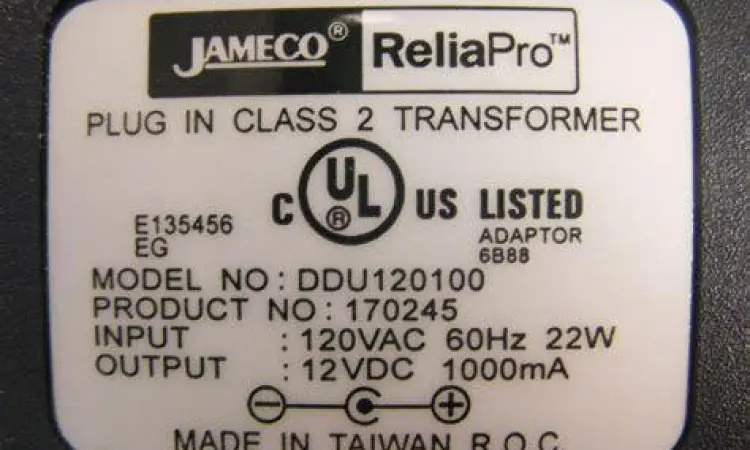 JAMECO® ReliaPro™
PLUG IN CLASS 2 TRANSFORMER
C UL® US LISTED
E135456
EG
ADAPTOR
6B88
MODEL NO : DDU120100
PRODUCT NO : 170245
INPUT : 120VAC 60Hz 22W
OUTPUT : 12VDC 1000mA
MADE IN TAIWAN R.O.C.